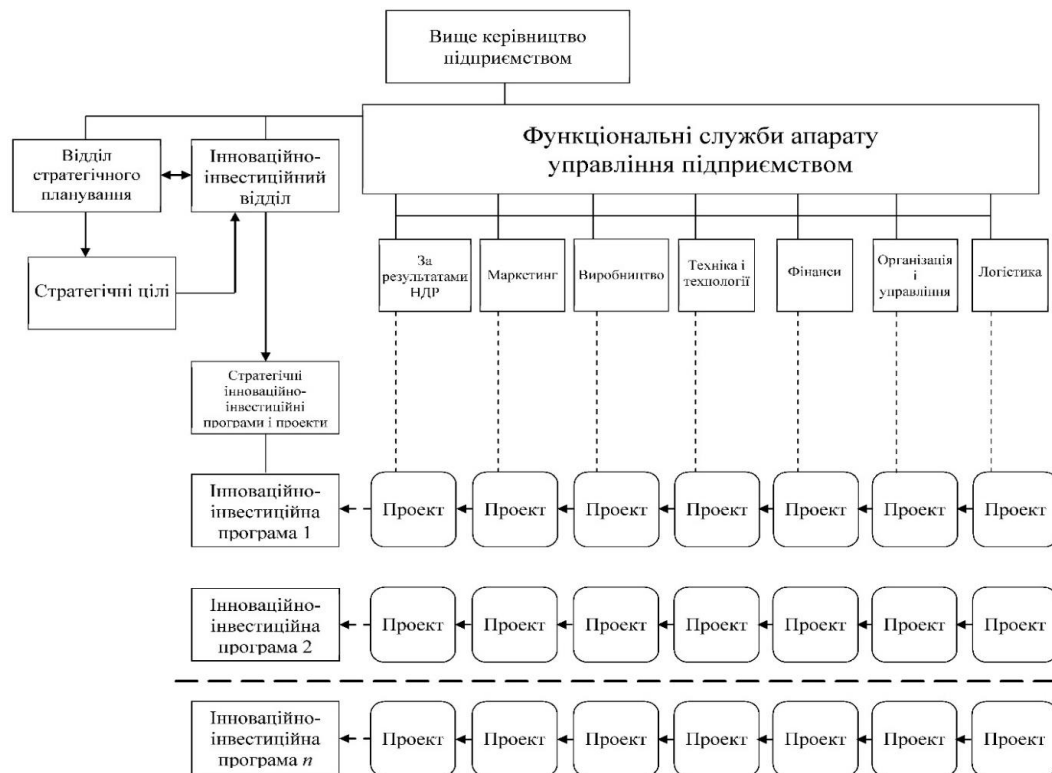 Вище керівництво
підприємством
Функціональні служби апарату
управління підприємством
Відділ
стратегічного
планування
Інноваційно-
інвестиційний
відділ
Стратегічні цілі
За
результатами
НДР
Маркстинг
Виробництво
Техніка і
технології
Фінанси
Організація
і
управління
Логістика
Стратегічні
інноваційно-
інвестиційні
програми і проекти
Інноваційно-
інвестиційна
програма 1
Проект
Проект
Проект
Проект
Проект
Проект
Проект
Інноваційно-
інвестиційна
програма 2
Проект
Проект
Проект
Проект
Проект
Проект
Проект
Інноваційно-
інвестиційна
програма n
Проект
Проект
Проект
Проект
Проект
Проект
Проект